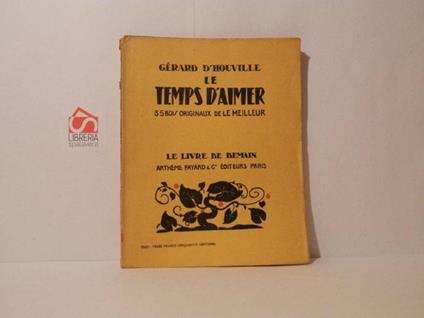 GÉRARD D'HOUVILLE
LE
TEMPS D'AIMER
35 BOIS ORIGINAUX DE LE MEILLEUR
LE LIVRE DE DEMAIN
ARTHÈME FAYARD & Cie ÉDITEURS PARIS
LIBRERIA
spalavera